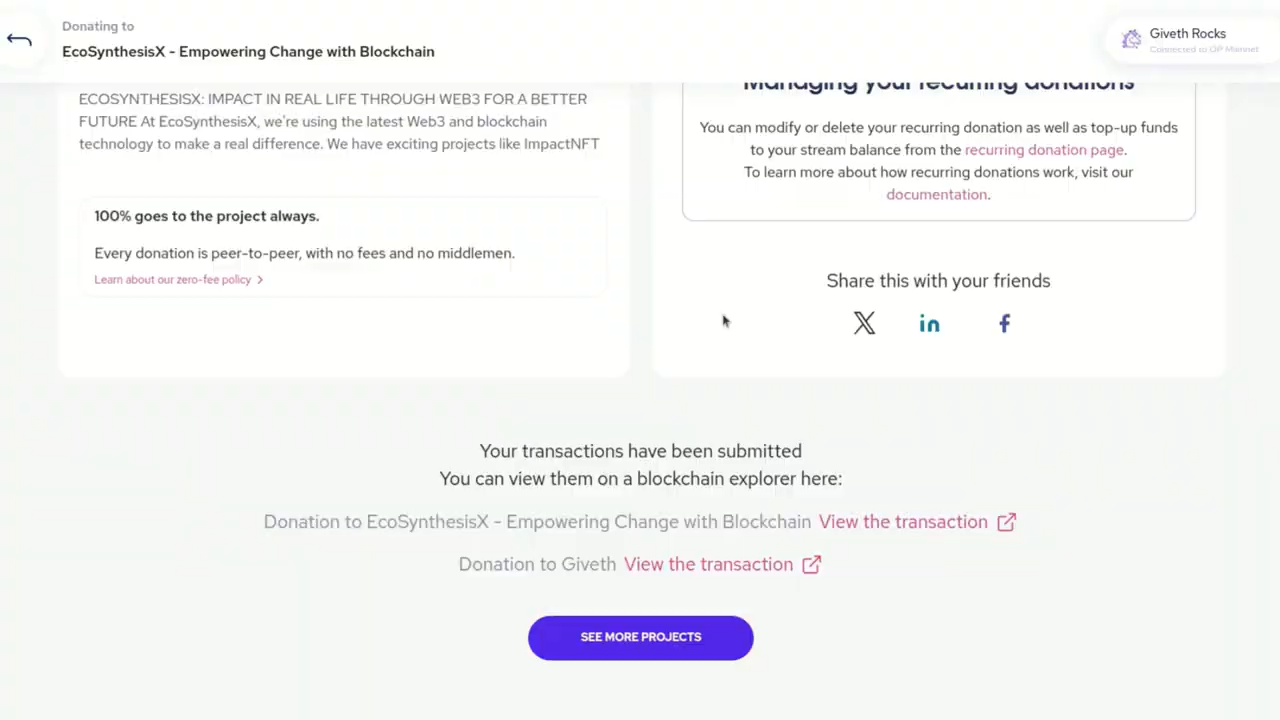 Donating to
EcoSynthesisX - Empowering Change with Blockchain
Giveth Rocks
Connected to OP Mainnet
ECOSYNTHESISX: IMPACT IN REAL LIFE THROUGH WEB3 FOR A BETTER
FUTURE At EcoSynthesisX, we're using the latest Web3 and blockchain
technology to make a real difference. We have exciting projects like ImpactNFT
100% goes to the project always.
Every donation is peer-to-peer, with no fees and no middlemen.
Learn about our zero-fee policy >
Managing your recurring donations
You can modify or delete your recurring donation as well as top-up funds
to your stream balance from the recurring donation page.
To learn more about how recurring donations work, visit our
documentation.
Share this with your friends
Your transactions have been submitted
You can view them on a blockchain explorer here:
Donation to EcoSynthesisX - Empowering Change with Blockchain View the transaction
Donation to Giveth View the transaction
SEE MORE PROJECTS